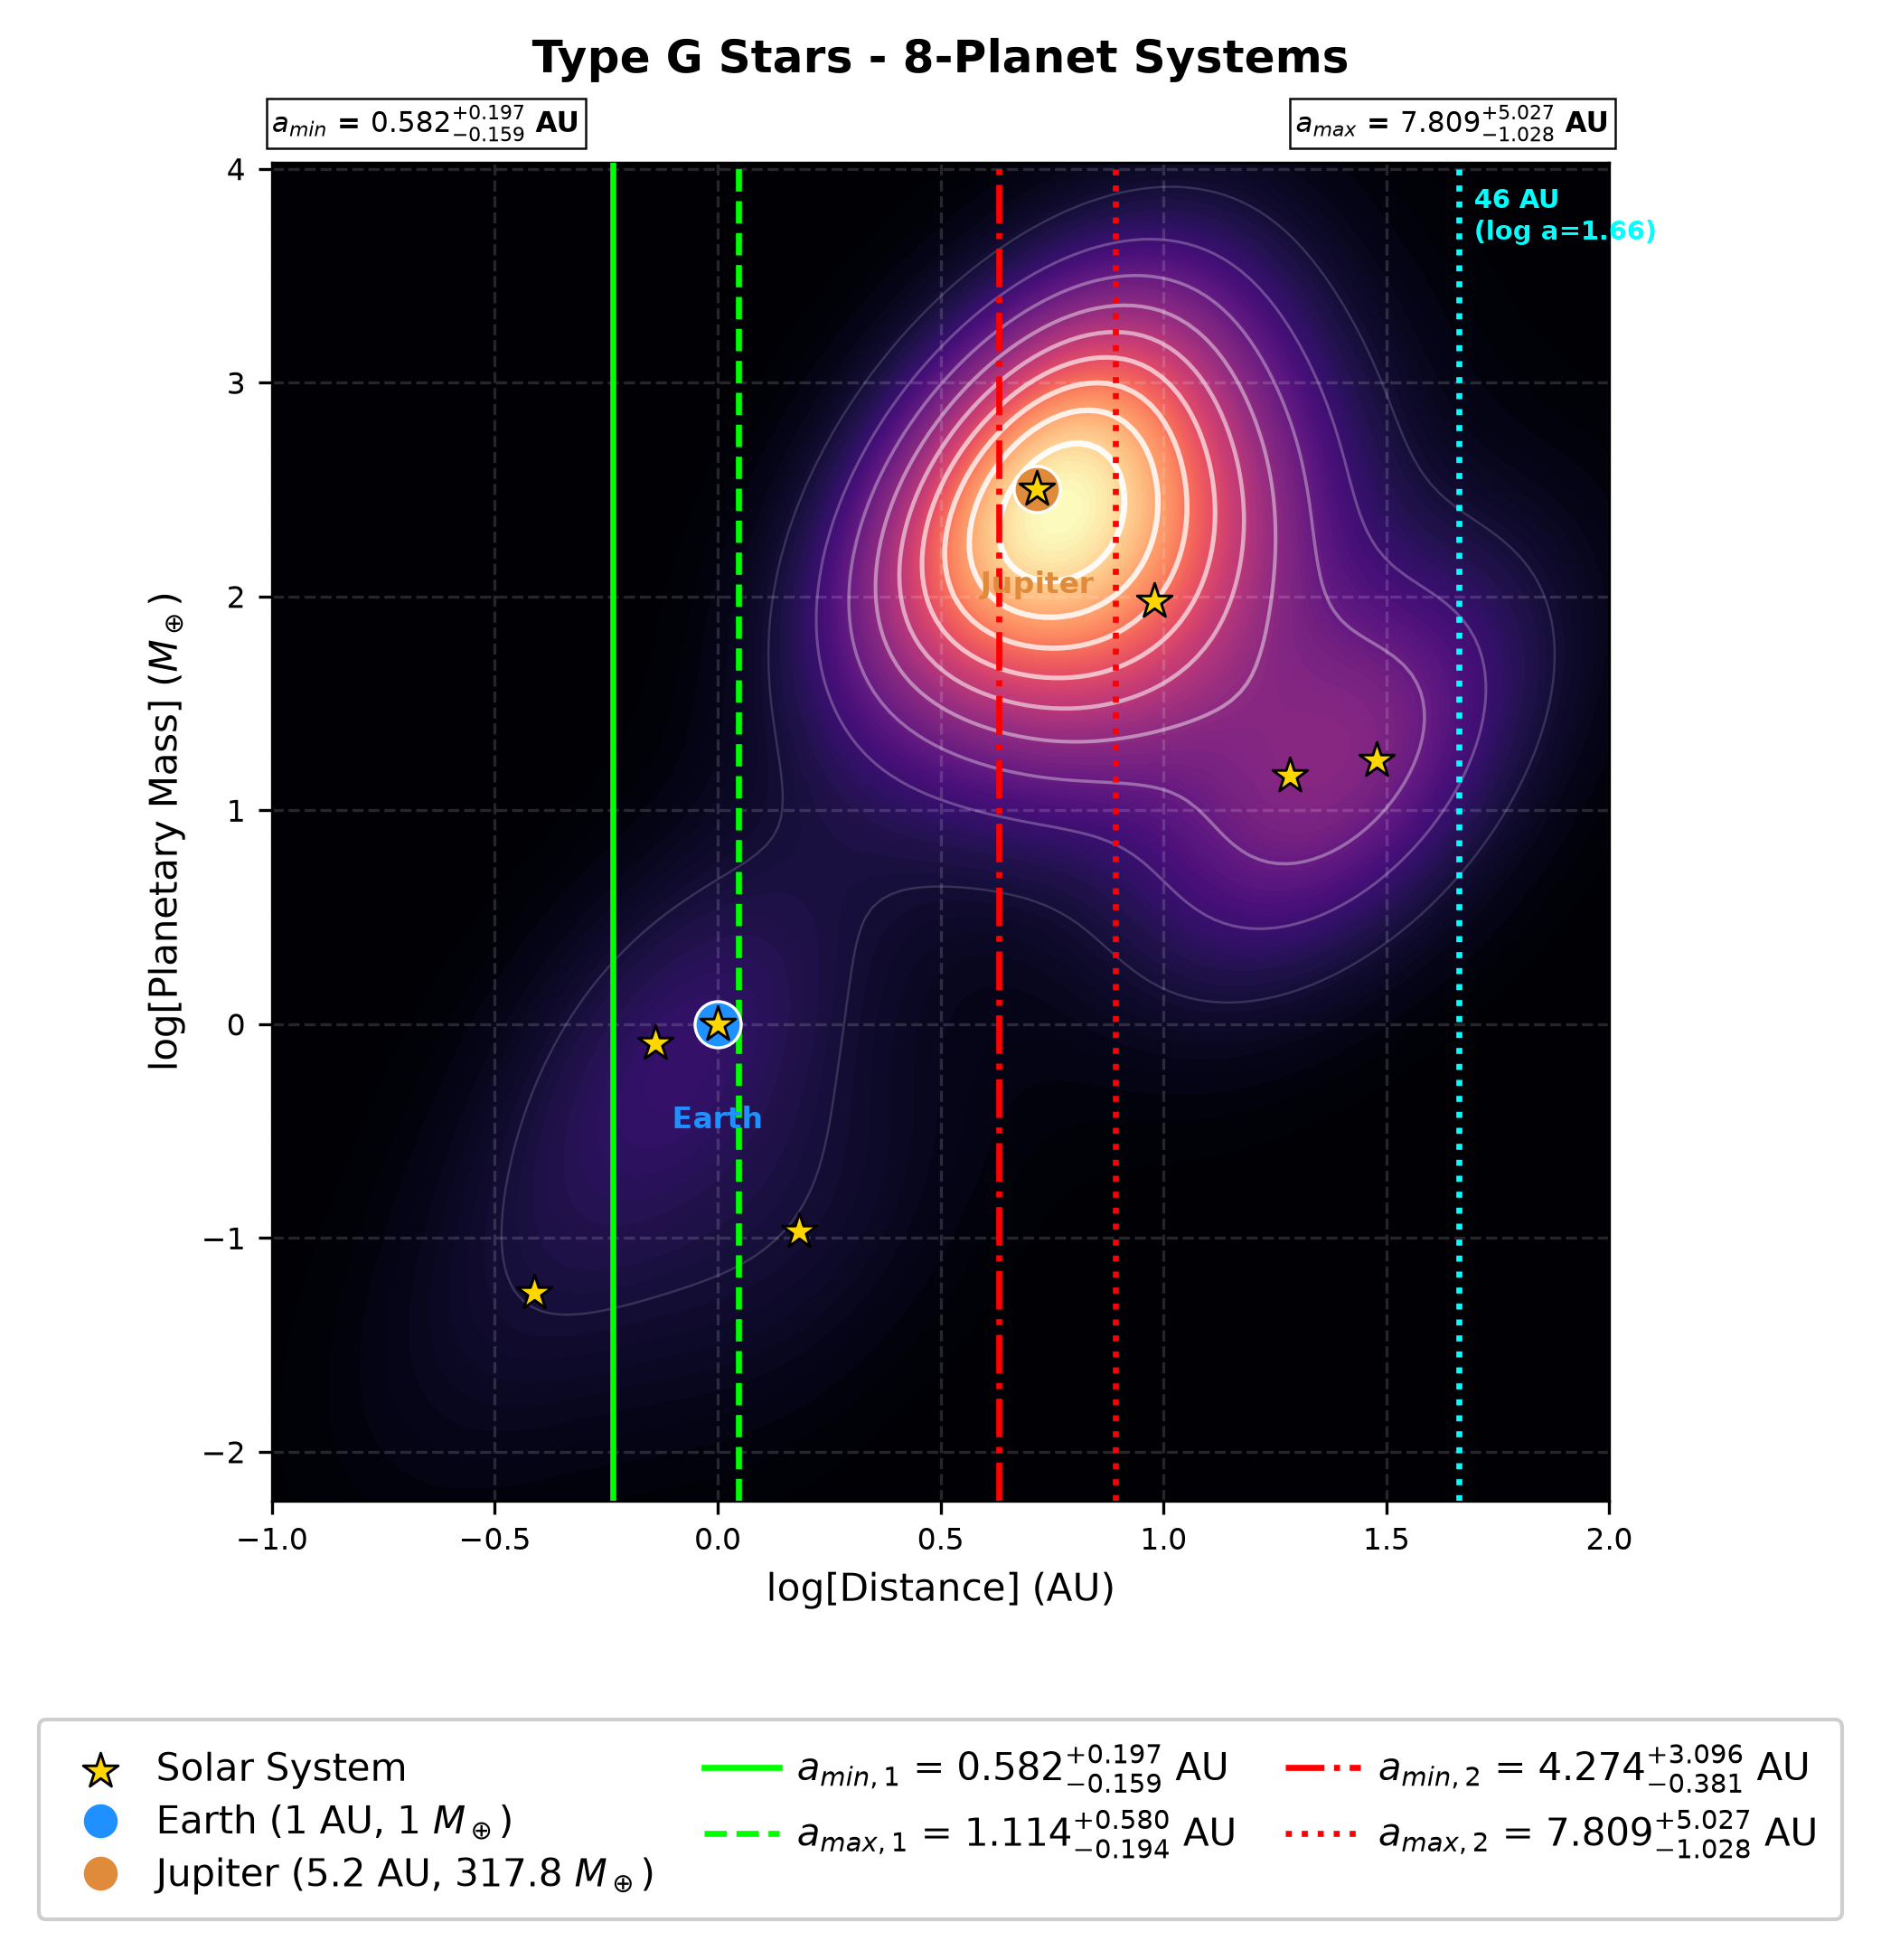 Type G Stars - 8-Planet Systems
a_min = 0.582 +0.197 −0.159 AU
a_max = 7.809 +5.027 −1.028 AU
46 AU
(log a=1.66)
4
3
2
1
0
−1
−2
log[Planetary Mass] (M⊕)
Jupiter
Earth
−1.0 −0.5 0.0 0.5 1.0 1.5 2.0
log[Distance] (AU)
Solar System
Earth (1 AU, 1 M⊕)
Jupiter (5.2 AU, 317.8 M⊕)
a_min, 1 = 0.582 +0.197 −0.159 AU
a_max, 1 = 1.114 +0.580 −0.194 AU
a_min, 2 = 4.274 +3.096 −0.381 AU
a_max, 2 = 7.809 +5.027 −1.028 AU